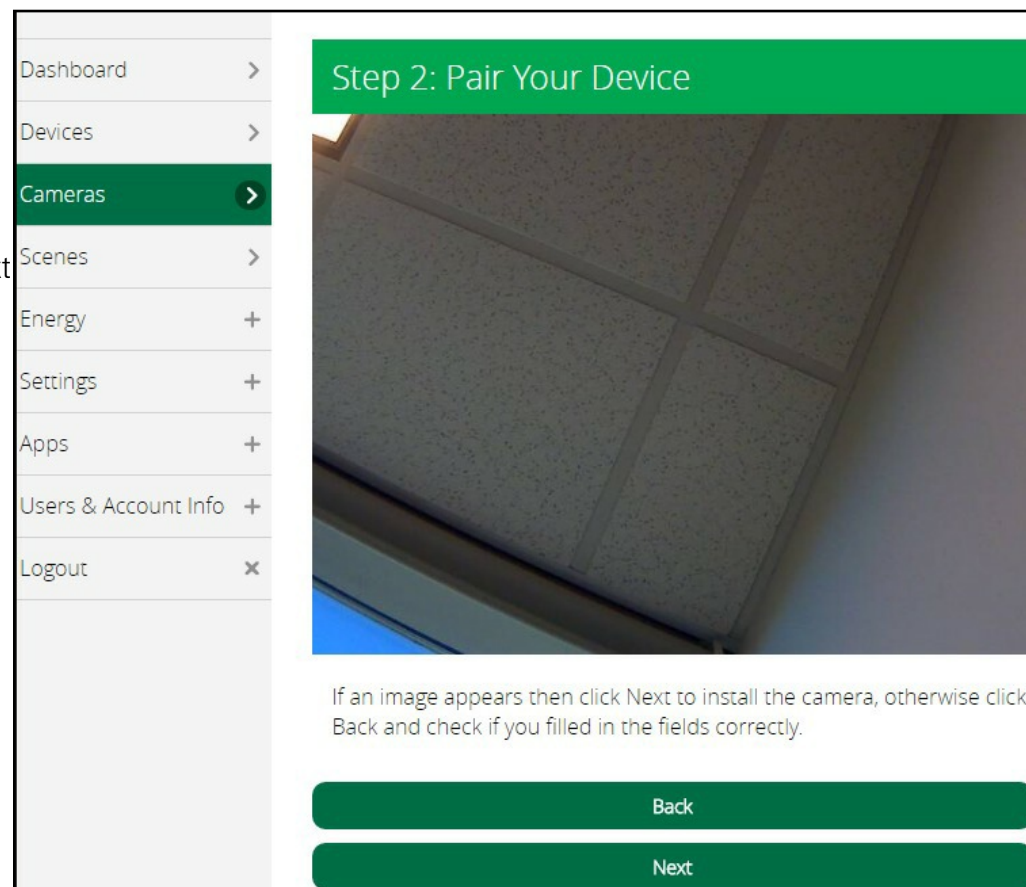 Dashboard
Devices
Cameras
Scenes
Energy
Settings
Apps
Users & Account Info
Logout
Step 2: Pair Your Device
If an image appears then click Next to install the camera, otherwise click
Back and check if you filled in the fields correctly.
Back
Next